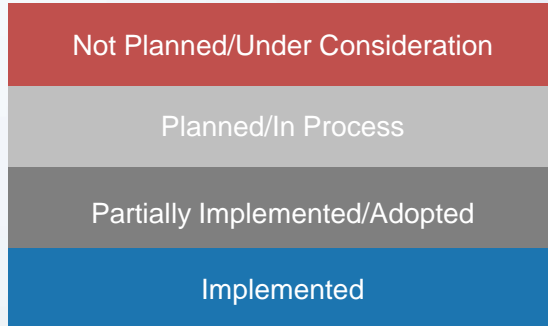 Not Planned/Under Consideration
Planned/In Process
Partially Implemented/Adopted
Implemented